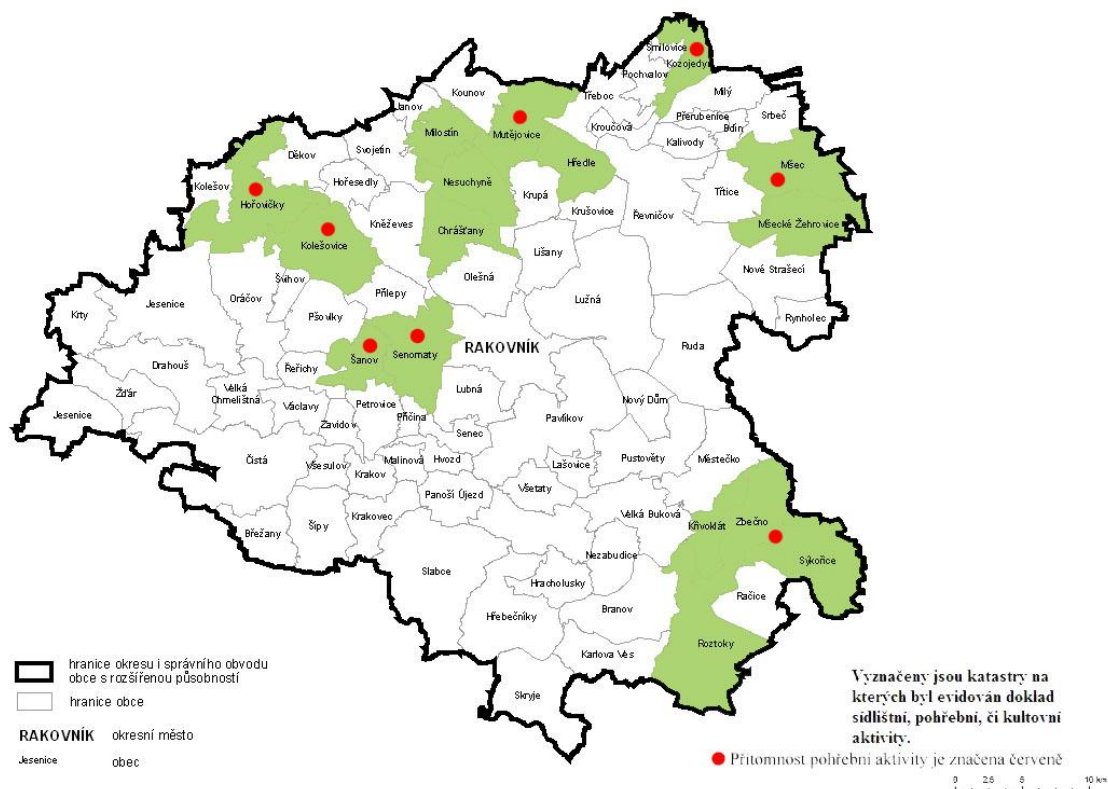 Smilovice
Kozojedy
Pochvalov
Kounov
Milý
Janov
Třeboc
Přerubenice
Srbeč
Milostín
Mutějovice
Kroučová
Bdín
Svojetín
Kalivody
Děkov
Hředle
Mšec
Kolešov
Hořesedly
Nesuchyně
Třtice
Hořovičky
Krupá
Krušovice
Řevničov
Kněževes
Mšecké Žehrovice
Kolešovice
Chrášťany
Lišany
Nové Strašecí
Švihov
Olešná
Přílepy
Jesenice
Oráčov
Lužná
Krty
Pšovlky
Rynholec
RAKOVNÍK
Ruda
Senomaty
Šanov
Drahouš
Řeřichy
Žďár
Velká
Chmelištná
Lubná
Václavy
Petrovice
Nový Dům
Jesenice
Příčina
Pavlíkov
Zavidov
Senec
Čistá
Malinová
Hvozd
Pustověty
Městečko
Všesulov
Krakov
Lašovice
Panoší Újezd
Všetaty
Velká Buková
Křivoklát
Zbečno
Břežany
Šípy
Krakovec
Nezabudice
Sýkořice
Slabce
Hracholusky
Račice
Hřebečníky
Branov
Roztoky
Karlova Ves
Skryje
hranice okresu i správního obvodu
obce s rozšířenou působností
hranice obce
RAKOVNÍK okresní město
Jesenice obec
Vyznačeny jsou katastry na
kterých byl evidován doklad
sídlištní, pohřební, či kultovní
aktivity.
Přítomnost pohřební aktivity je značena červeně
0 2.5 5 10 km